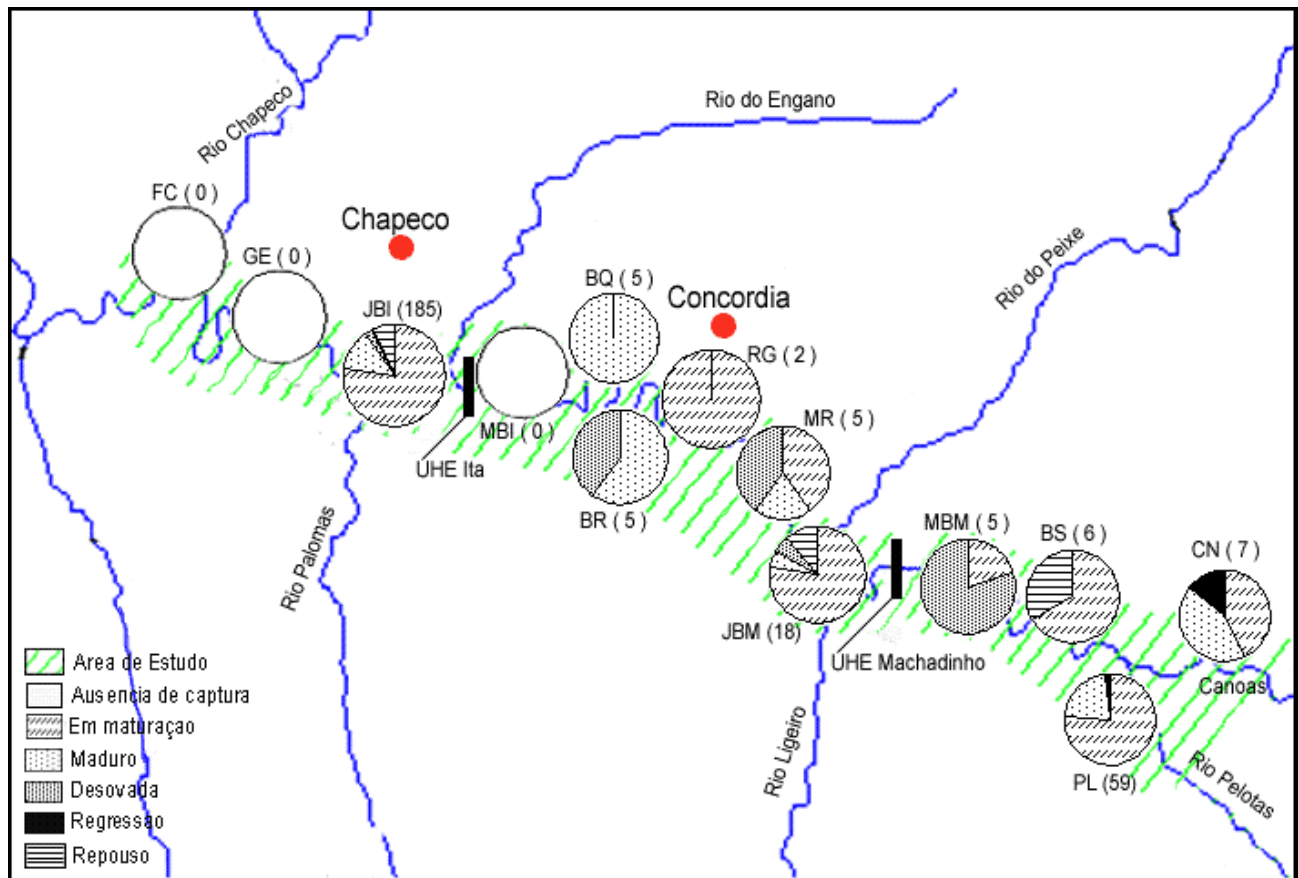 Rio do Engano
Rio Chapeco
FC ( 0 )
Chapeco
GE ( 0 )
Rio do Peixe
BQ ( 5 )
Concordia
JBI (185)
RG ( 2 )
MR ( 5 )
MBI ( 0 )
UHE Ita
BR ( 5 )
MBM ( 5 )
BS ( 6 )
CN ( 7 )
Rio Palomas
JBM (18)
UHE Machadinho
Canoas
Rio Ligeiro
PL (59)
Rio Pelotas
Area de Estudo
Ausencia de captura
Em maturaçao
Maduro
Desovada
Regressao
Repouso